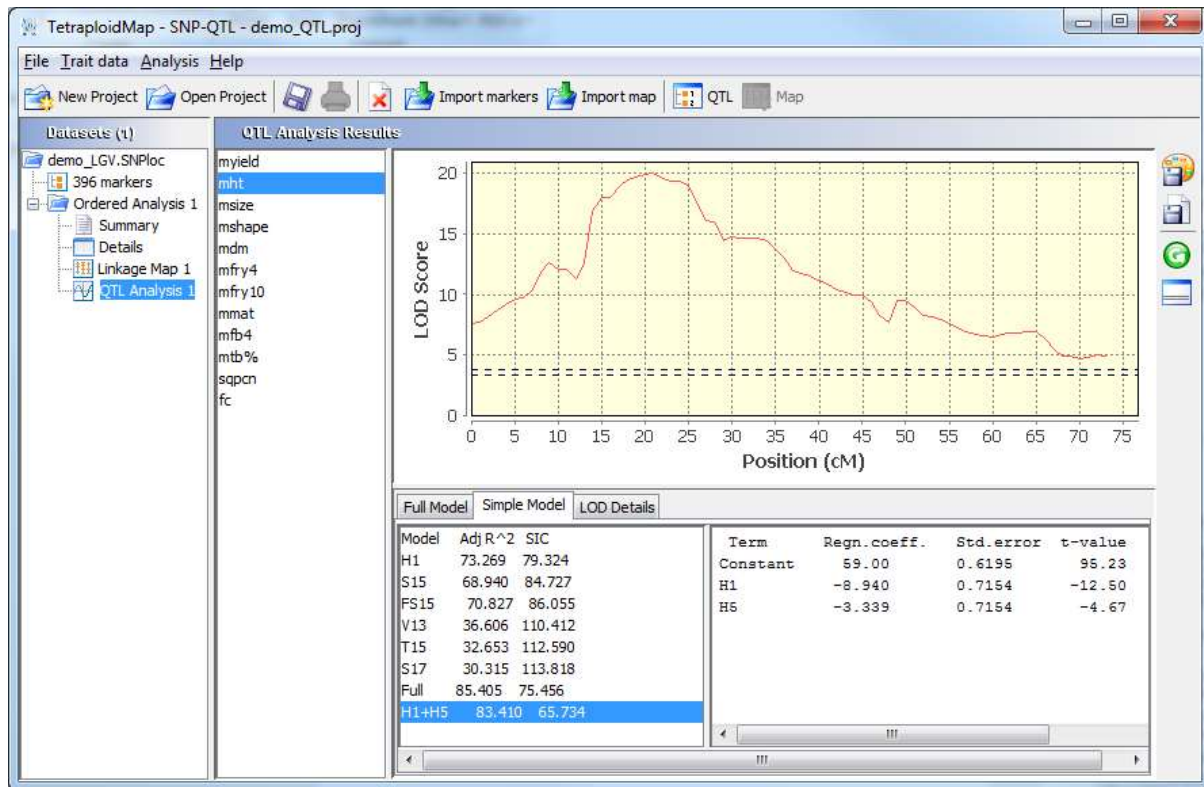 TetraploidMap - SNP-QTL - demo_QTL.proj
File Trait data Analysis Help
New Project Open Project Import markers Import map QTL Map
Datasets (1)
demo_LGV.SNPloc
396 markers
Ordered Analysis 1
Summary
Details
Linkage Map 1
QTL Analysis 1
QTL Analysis Results
myield
mht
msize
mshape
mdm
mfry4
mfry10
mmat
mfb4
mtb%
sqpcn
fc
LOD Score
20
15
10
5
0
0 5 10 15 20 25 30 35 40 45 50 55 60 65 70 75
Position (cM)
Full Model Simple Model LOD Details
Model Adj R^2 SIC
H1 73.269 79.324
S15 68.940 84.727
FS15 70.827 86.055
V13 36.606 110.412
T15 32.653 112.590
S17 30.315 113.818
Full 85.405 75.456
H1+H5 83.410 65.734
Term Regn.coeff. Std.error t-value
Constant 59.00 0.6195 95.23
H1 -8.940 0.7154 -12.50
H5 -3.339 0.7154 -4.67